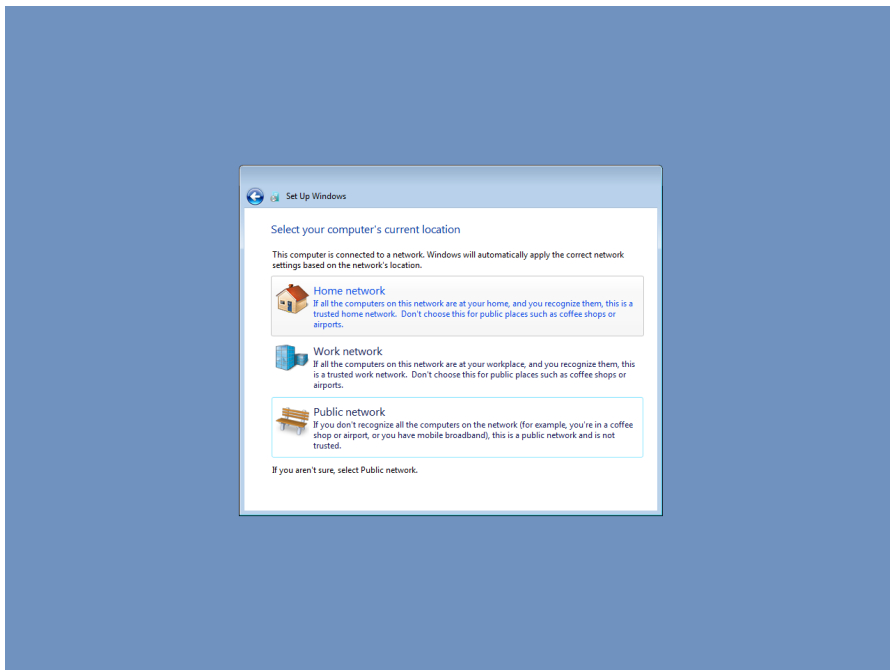 Set Up Windows
Select your computer's current location
This computer is connected to a network. Windows will automatically apply the correct network
settings based on the network's location.
Home network
If all the computers on this network are at your home, and you recognize them, this is a
trusted home network.  Don't choose this for public places such as coffee shops or
airports.
Work network
If all the computers on this network are at your workplace, and you recognize them, this
is a trusted work network.  Don't choose this for public places such as coffee shops or
airports.
Public network
If you don't recognize all the computers on the network (for example, you're in a coffee
shop or airport, or you have mobile broadband), this is a public network and is not
trusted.
If you aren't sure, select Public network.